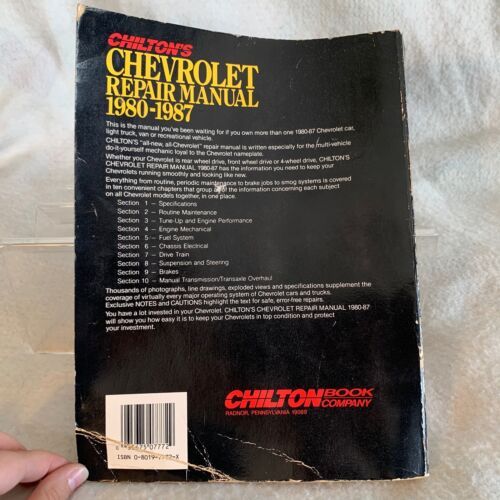 CHILTON'S
CHEVROLET
REPAIR MANUAL
1980-1987
This is the manual you've been waiting for if you own more than one 1980-87 Chevrolet car,
light truck, van or recreational vehicle.
CHILTON'S "all-new, all-Chevrolet" repair manual is written especially for the multi-vehicle
do-it-yourself mechanic loyal to the Chevrolet nameplate.
Whether your Chevrolet is rear wheel drive, front wheel drive or 4-wheel drive, CHILTON'S
CHEVROLET REPAIR MANUAL 1980-87 has the information you need to keep your
Chevrolets running smoothly and looking like new.
Everything from routine, periodic maintenance to brake jobs to smog systems is covered
in ten convenient chapters that group all of the information concerning each subject
on all Chevrolet models together, in one place.
Section 1 — Specifications
Section 2 — Routine Maintenance
Section 3 — Tune-Up and Engine Performance
Section 4 — Engine Mechanical
Section 5 — Fuel System
Section 6 — Chassis Electrical
Section 7 — Drive Train
Section 8 — Suspension and Steering
Section 9 — Brakes
Section 10 — Manual Transmission/Transaxle Overhaul
Thousands of photographs, line drawings, exploded views and specifications supplement the
coverage of virtually every major operating system of Chevrolet cars and trucks.
Exclusive NOTES and CAUTIONS highlight the text for safe, error-free repairs.
You have a lot invested in your Chevrolet. CHILTON'S CHEVROLET REPAIR MANUAL 1980-87
will show you how easy it is to keep your Chevrolets in top condition and protect
your investment.
CHILTON BOOK
COMPANY
RADNOR, PENNSYLVANIA 19089
07772
ISBN 0-8019-